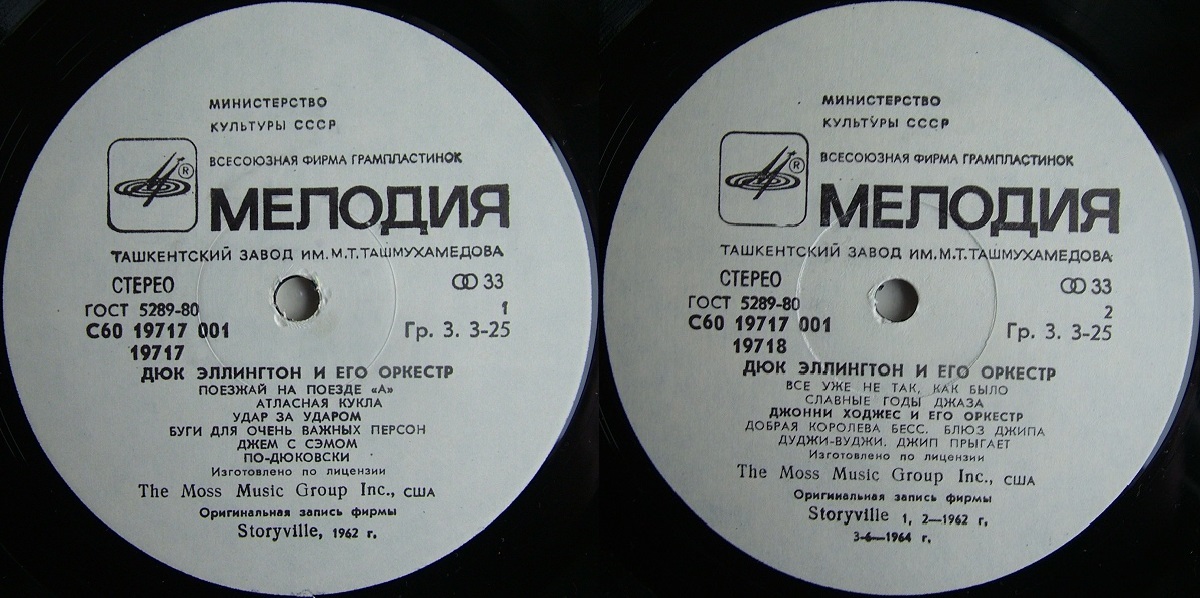 МИНИСТЕРСТВО
КУЛЬТУРЫ СССР
ВСЕСОЮЗНАЯ ФИРМА ГРАМПЛАСТИНОК
®
МЕЛОДИЯ
ТАШКЕНТСКИЙ ЗАВОД ИМ. М.Т. ТАШМУХАМЕДОВА
СТЕРЕО
33
ГОСТ 5289-80
1
С60 19717 001
Гр. 3. 3-25
19717
ДЮК ЭЛЛИНГТОН И ЕГО ОРКЕСТР
ПОЕЗЖАЙ НА ПОЕЗДЕ «А»
АТЛАСНАЯ КУКЛА
УДАР ЗА УДАРОМ
БУГИ ДЛЯ ОЧЕНЬ ВАЖНЫХ ПЕРСОН
ДЖЕМ С СЭМОМ
ПО-ДЮКОВСКИ
Изготовлено по лицензии
The Moss Music Group Inc., США
Оригинальная запись фирмы
Storyville, 1962 г.
МИНИСТЕРСТВО
КУЛЬТУРЫ СССР
ВСЕСОЮЗНАЯ ФИРМА ГРАМПЛАСТИНОК
®
МЕЛОДИЯ
ТАШКЕНТСКИЙ ЗАВОД ИМ. М.Т. ТАШМУХАМЕДОВА
СТЕРЕО
33
ГОСТ 5289-80
2
С60 19717 001
Гр. 3. 3-25
19718
ДЮК ЭЛЛИНГТОН И ЕГО ОРКЕСТР
ВСЕ УЖЕ НЕ ТАК, КАК БЫЛО
СЛАВНЫЕ ГОДЫ ДЖАЗА
ДЖОННИ ХОДЖЕС И ЕГО ОРКЕСТР
ДОБРАЯ КОРОЛЕВА БЕСС. БЛЮЗ ДЖИПА
ДУДЖИ-ВУДЖИ. ДЖИП ПРЫГАЕТ
Изготовлено по лицензии
The Moss Music Group Inc., США
Оригинальная запись фирмы
Storyville 1, 2—1962 г,
3-6—1964 г.